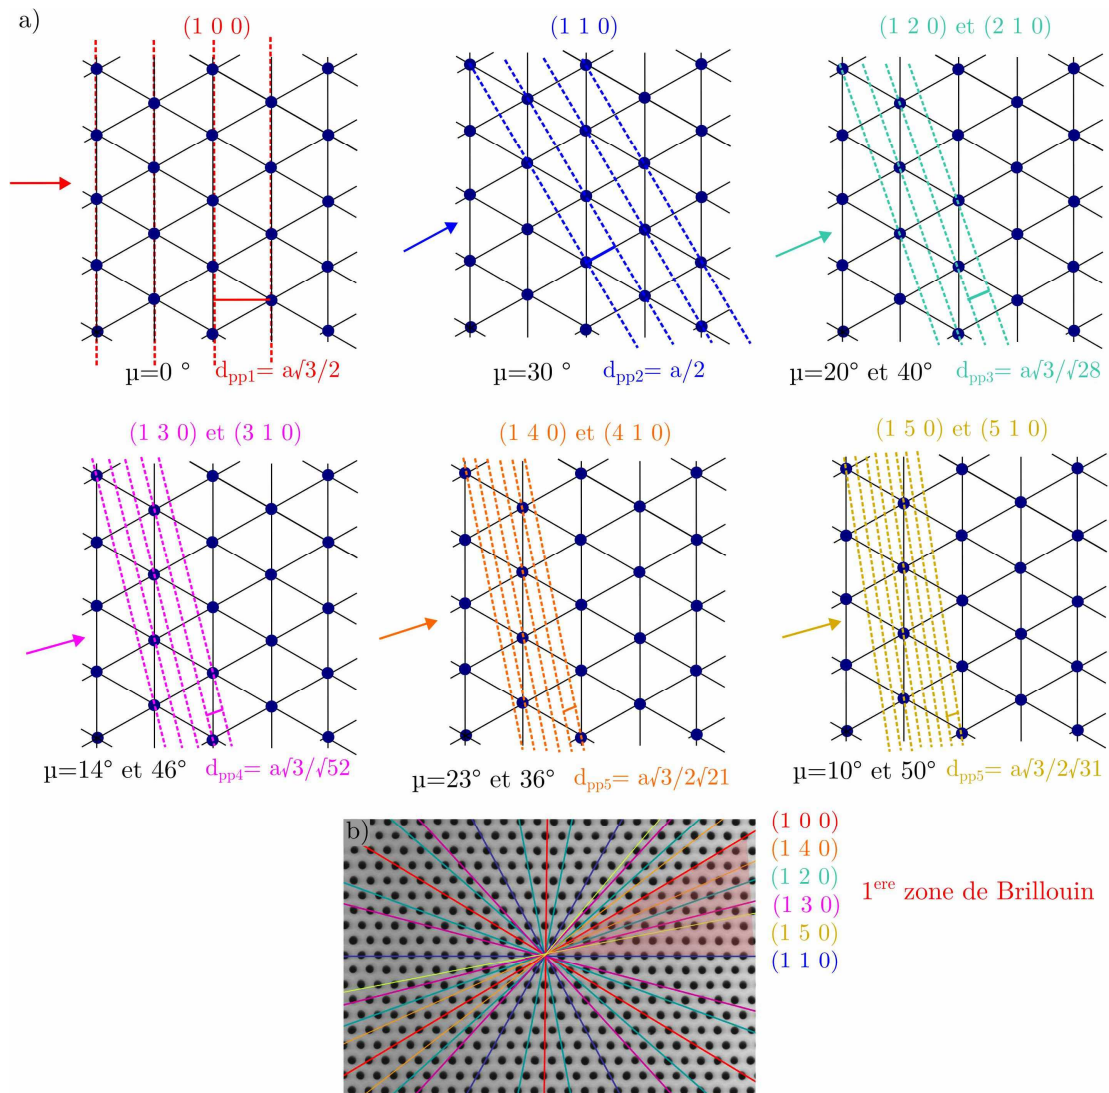 a)
(1 0 0)
(1 1 0)
(1 2 0) et (2 1 0)
µ=0 ° dpp1= a√3/2
µ=30 ° dpp2= a/2
µ=20° et 40° dpp3= a√3/√28
(1 3 0) et (3 1 0)
(1 4 0) et (4 1 0)
(1 5 0) et (5 1 0)
µ=14° et 46° dpp4= a√3/√52
µ=23° et 36° dpp5= a√3/2√21
µ=10° et 50° dpp5= a√3/2√31
b)
(1 0 0)
(1 4 0)
(1 2 0)
(1 3 0)
(1 5 0)
(1 1 0)
1ere zone de Brillouin